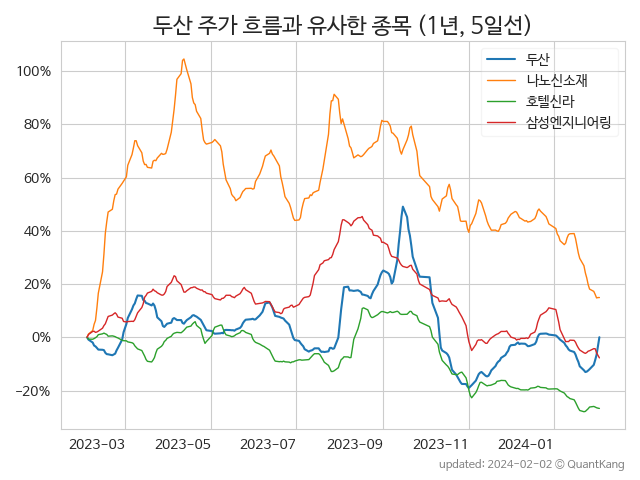 두산 주가 흐름과 유사한 종목 (1년, 5일선)
두산
나노신소재
호텔신라
삼성엔지니어링
100%
80%
60%
40%
20%
0%
−20%
2023-03
2023-05
2023-07
2023-09
2023-11
2024-01
updated: 2024-02-02 © QuantKang